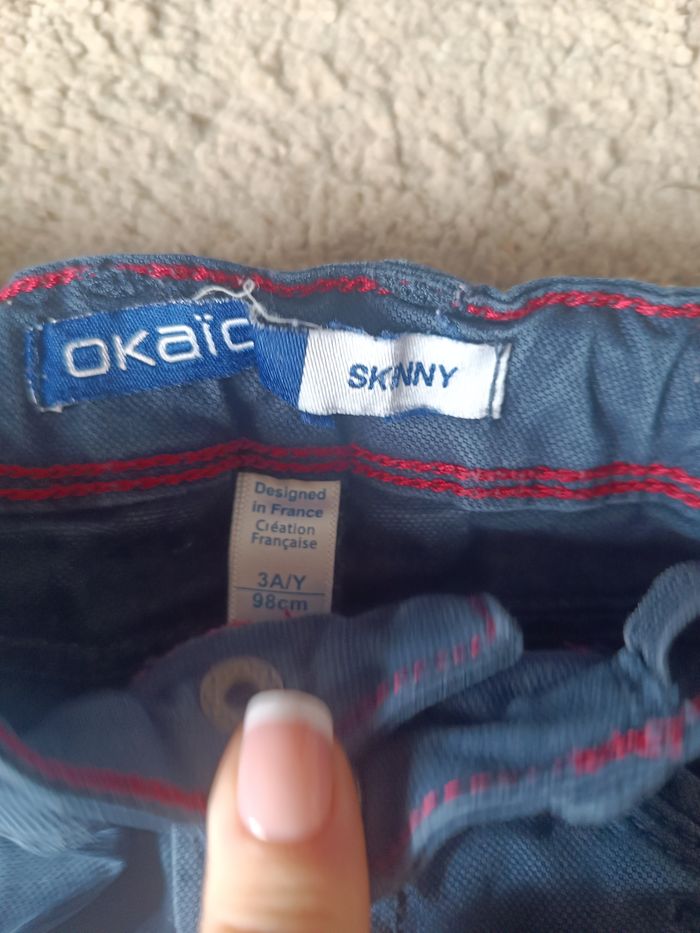 OKAÏC
SKINNY
Designed
in France
Création
Française
3A/Y
98cm